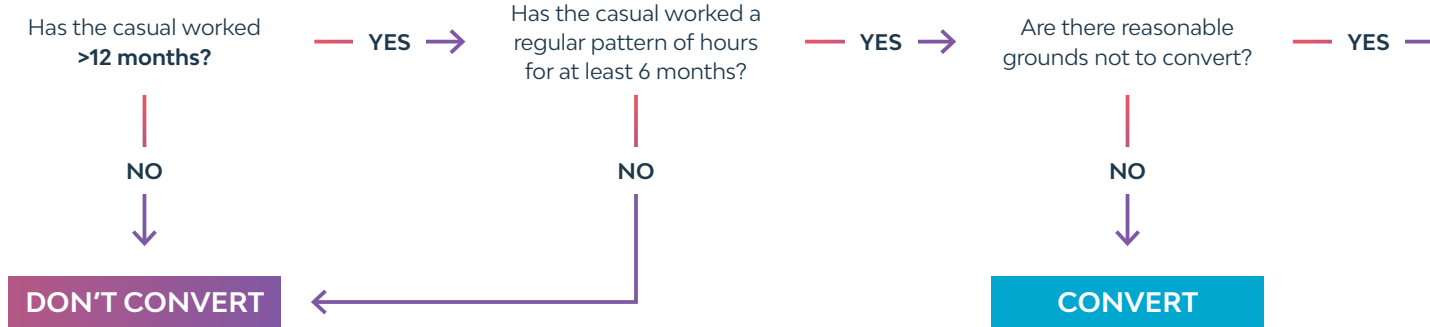 Has the casual worked
>12 months?
YES
Has the casual worked a
regular pattern of hours
for at least 6 months?
YES
Are there reasonable
grounds not to convert?
YES
NO
NO
NO
DON'T CONVERT
CONVERT